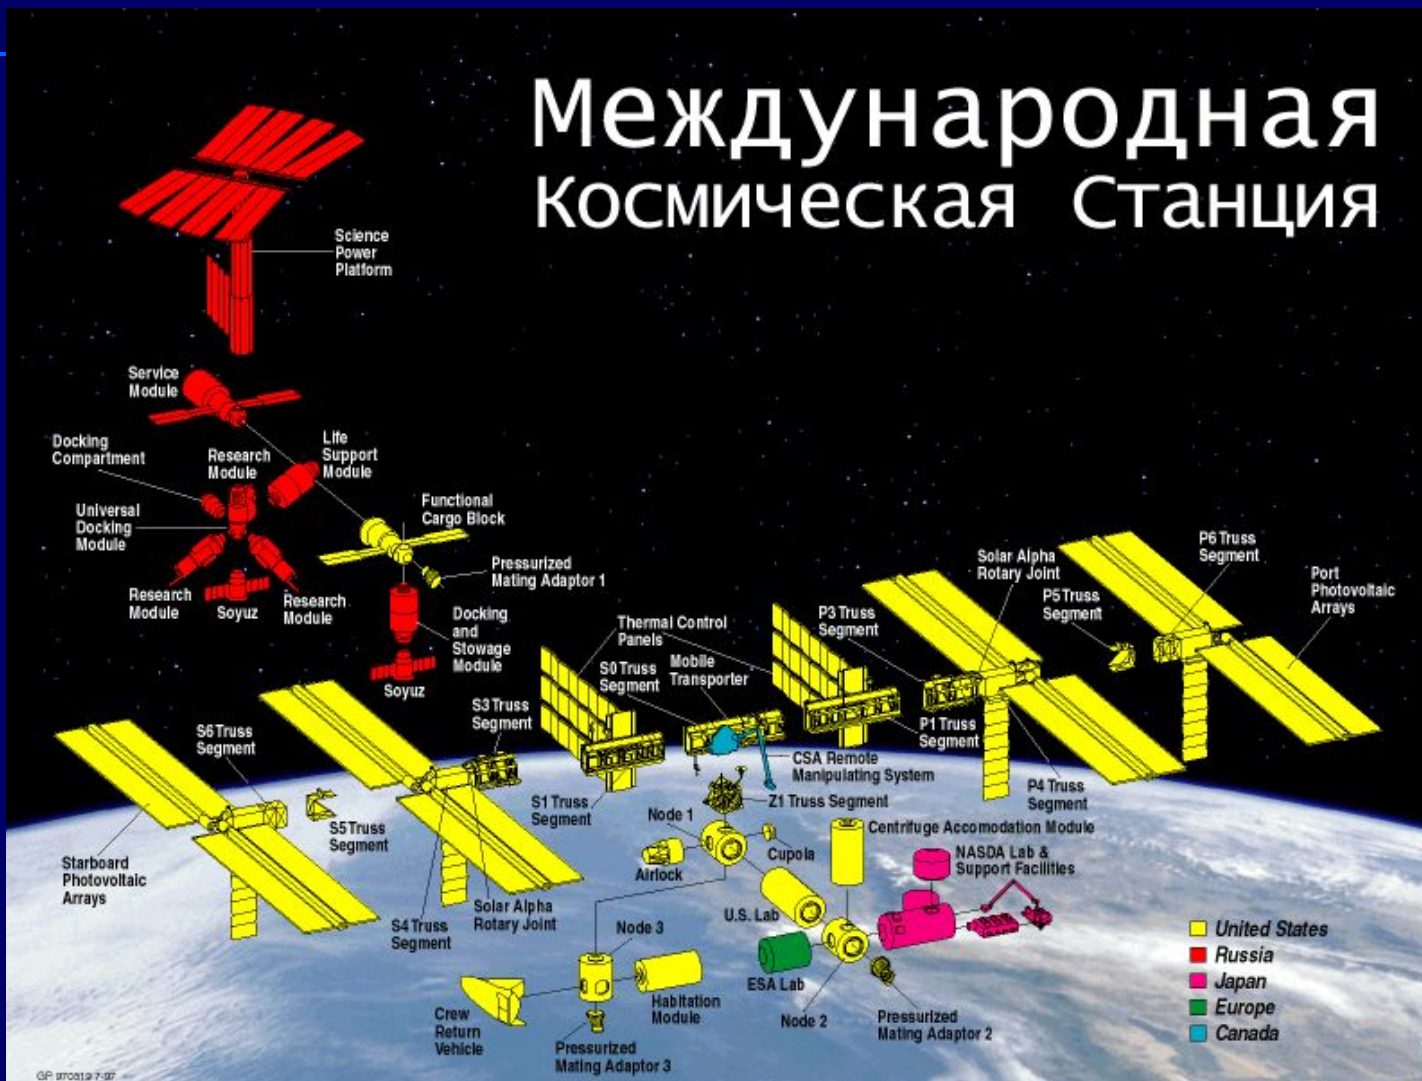 Международная
Космическая Станция
Science
Power
Platform
Service
Module
Docking
Compartment
Research
Module
Life
Support
Module
Universal
Docking
Module
Functional
Cargo Block
Research
Module
Soyuz
Research
Module
Pressurized
Mating Adaptor 1
Docking
and
Stowage
Module
Soyuz
Thermal Control
Panels
S0 Truss
Segment
Mobile
Transporter
P3 Truss
Segment
Solar Alpha
Rotary Joint
P5 Truss
Segment
P6 Truss
Segment
Port
Photovoltaic
Arrays
S3 Truss
Segment
S6 Truss
Segment
P1 Truss
Segment
CSA Remote
Manipulating System
P4 Truss
Segment
Z1 Truss Segment
S1 Truss
Segment
S5 Truss
Segment
Node 1
Centrifuge Accomodation Module
Cupola
Airlock
NASDA Lab &
Support Facilities
Starboard
Photovoltaic
Arrays
S4 Truss
Segment
Solar Alpha
Rotary Joint
U.S. Lab
Node 3
ESA Lab
Habitation
Module
Node 2
Pressurized
Mating Adaptor 2
Crew
Return
Vehicle
Pressurized
Mating Adaptor 3
United States
Russia
Japan
Europe
Canada